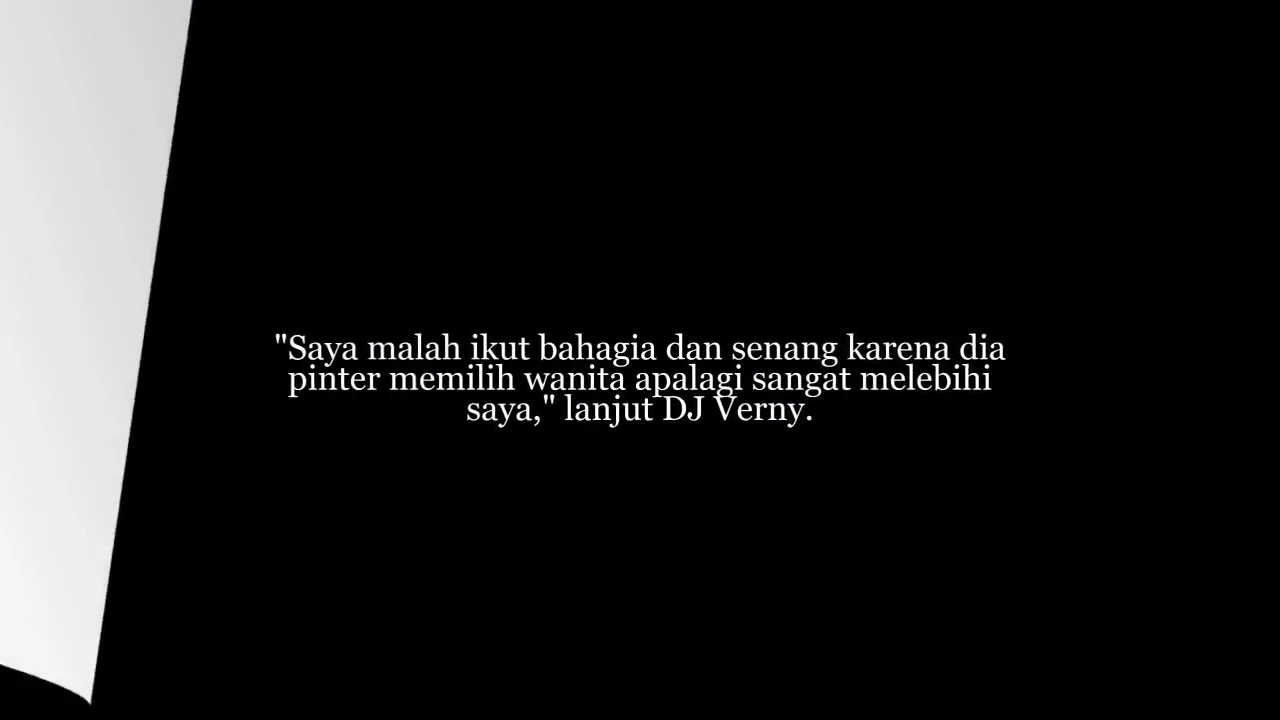 "Saya malah ikut bahagia dan senang karena dia
pinter memilih wanita apalagi sangat melebihi
saya," lanjut DJ Verny.